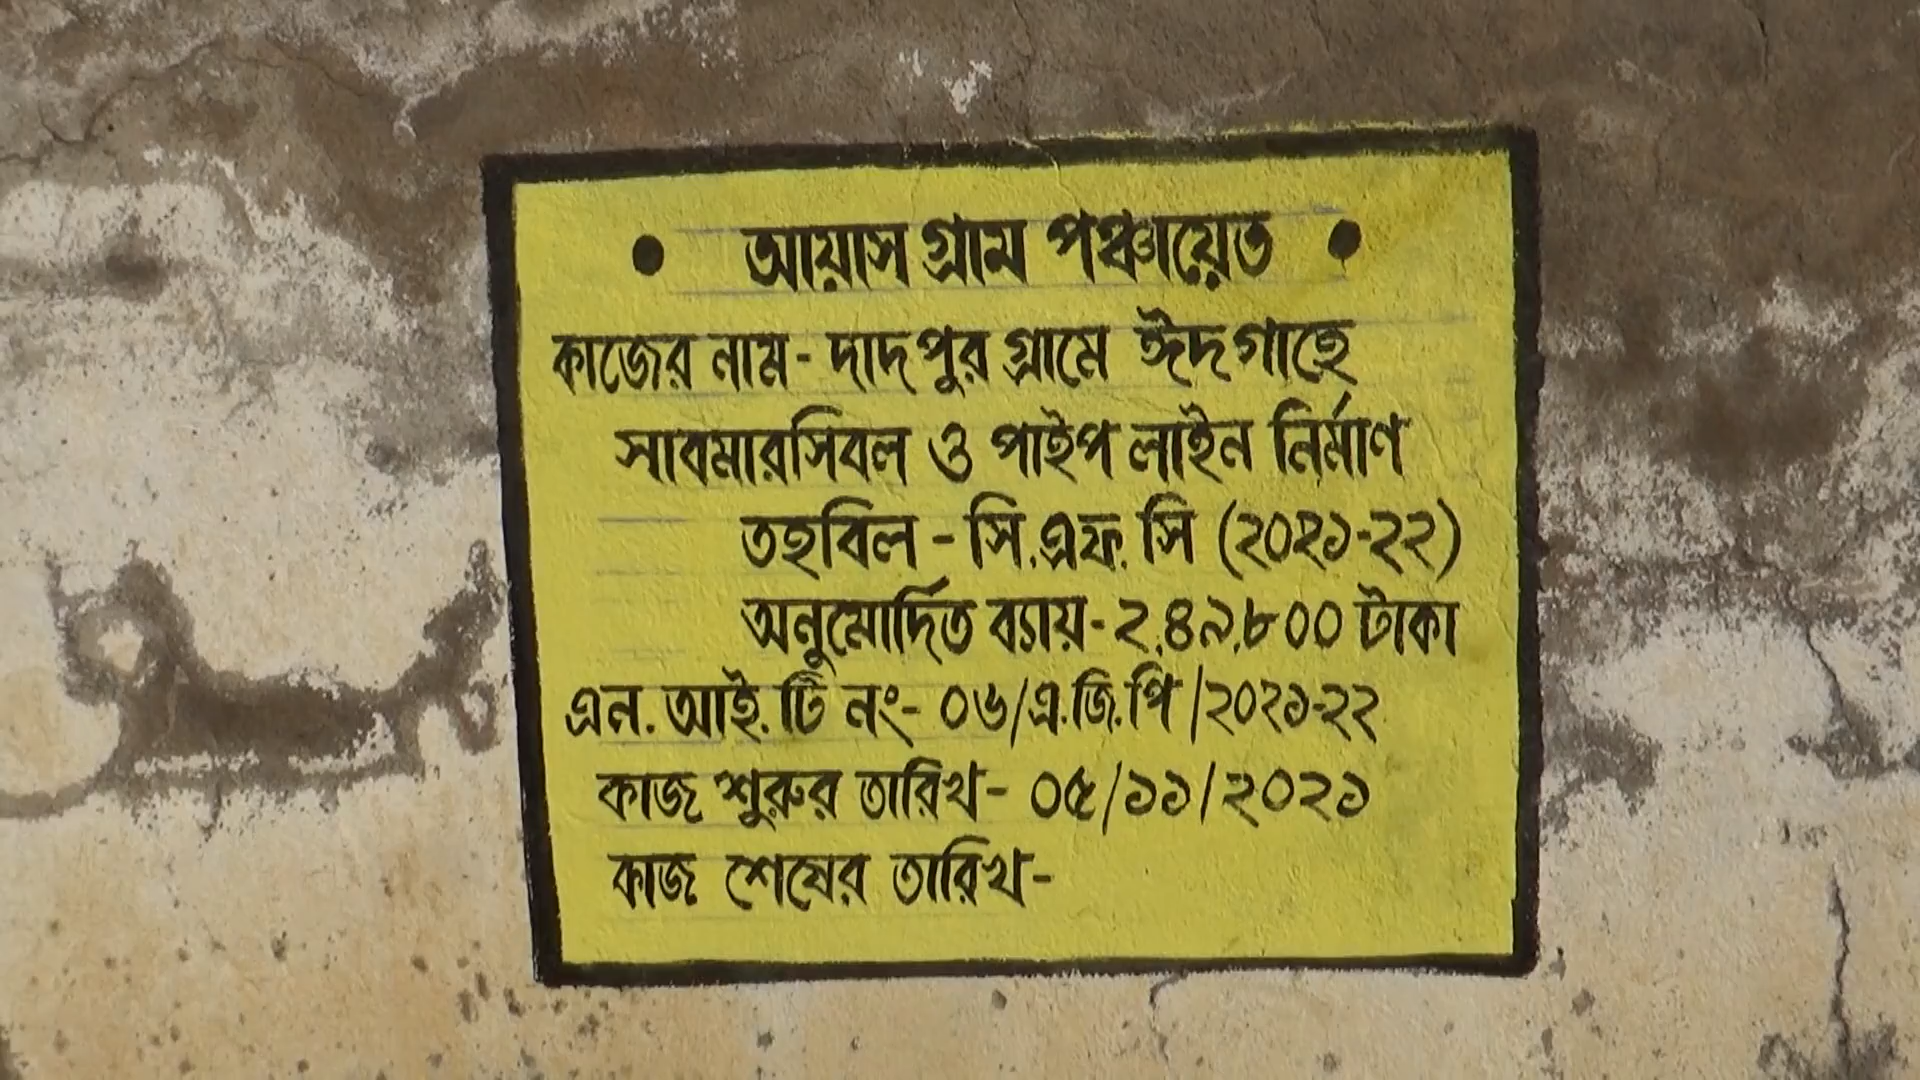 • আয়াস গ্রাম পঞ্চায়েত •
কাজের নাম- দাদপুর গ্রামে ঈদগাহে
সাবমারসিবল ও পাইপ লাইন নির্মাণ
তহবিল - সি.এফ. সি (২০২১-২২)
অনুমোর্দিত ব্যায়- ২,৪৯,৮০০ টাকা
এন. আই. টি নং- ০৬/এ.জি.পি/২০২১-২২
কাজ শুরুর তারিখ- ০৫/১১/২০২১
কাজ শেষের তারিখ-